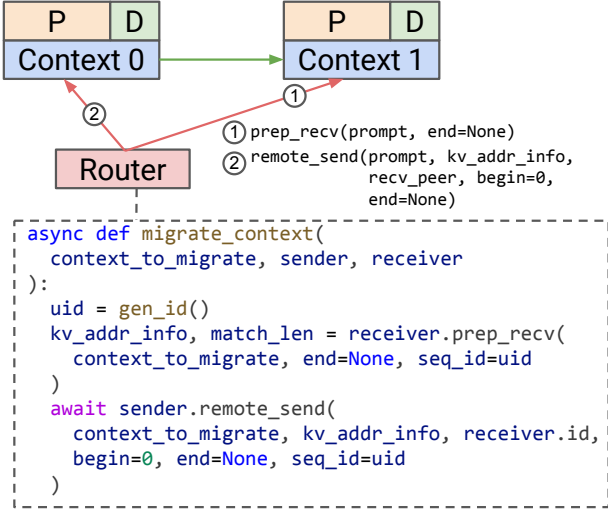 P D P D
Context 0 Context 1
1
2
1 prep_recv(prompt, end=None)
2 remote_send(prompt, kv_addr_info,
recv_peer, begin=0,
end=None)
Router
async def migrate_context(
context_to_migrate, sender, receiver
):
uid = gen_id()
kv_addr_info, match_len = receiver.prep_recv(
context_to_migrate, end=None, seq_id=uid
)
await sender.remote_send(
context_to_migrate, kv_addr_info, receiver.id,
begin=0, end=None, seq_id=uid
)